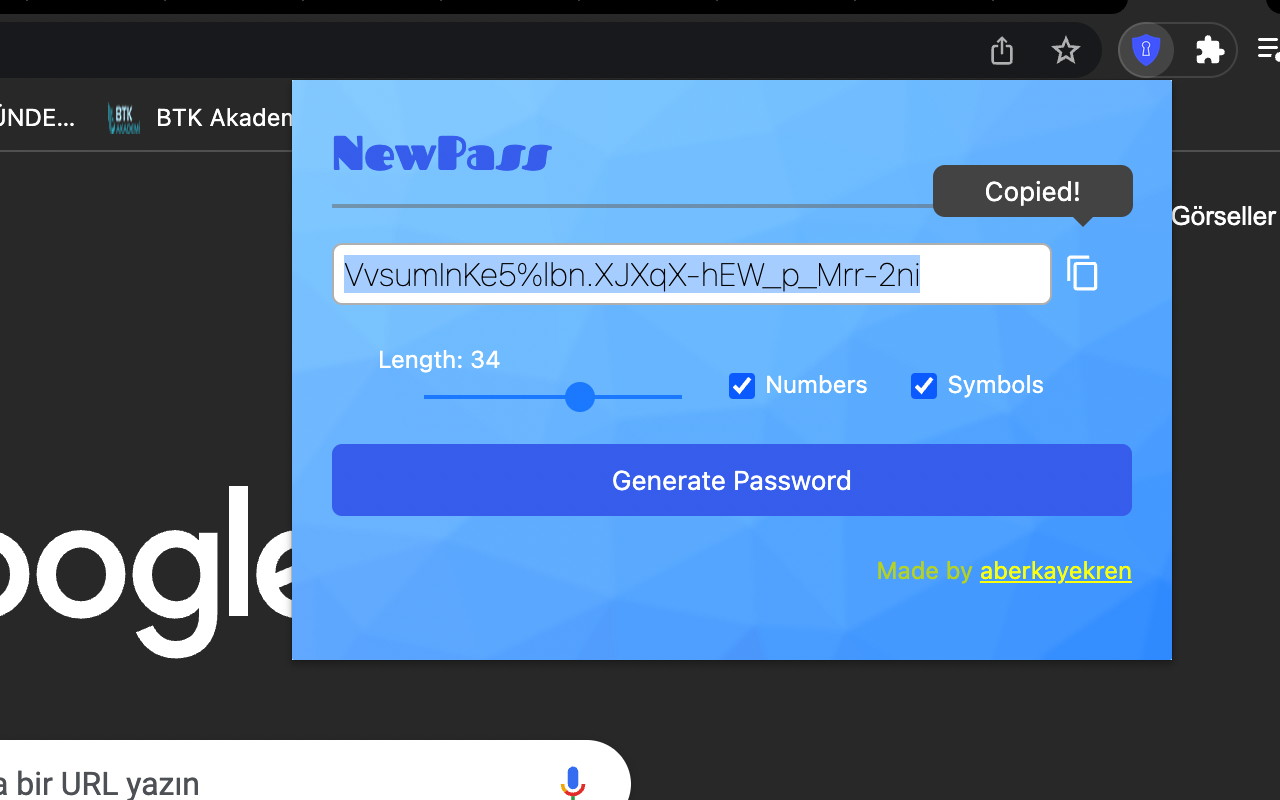 ÜNDE...
BTK AKADEMİ
BTK Akaden
NewPass
Copied!
Görseller
VvsumInKe5%lbn.XJXqX-hEW_p_Mrr-2ni
Length: 34
Numbers
Symbols
Generate Password
oogle
Made by aberkayekren
a bir URL yazın